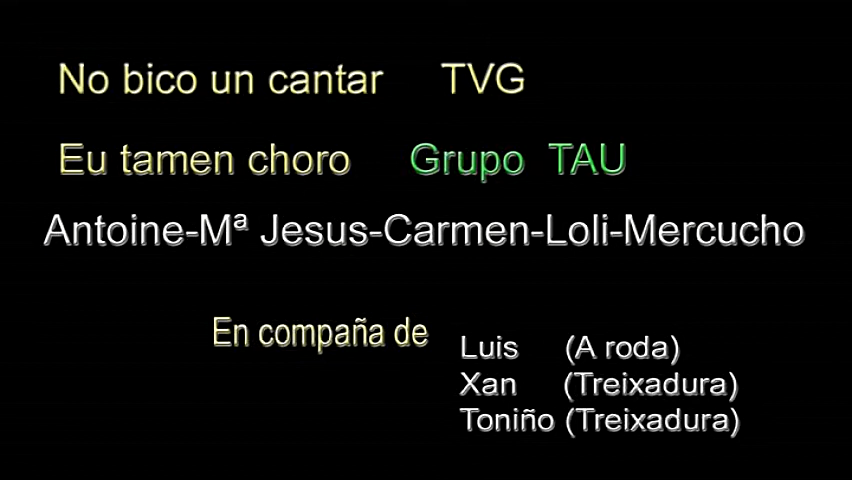 No bico un cantar TVG
Eu tamen choro Grupo TAU
Antoine-Mª Jesus-Carmen-Loli-Mercucho
En compaña de
Luis (A roda)
Xan (Treixadura)
Toniño (Treixadura)